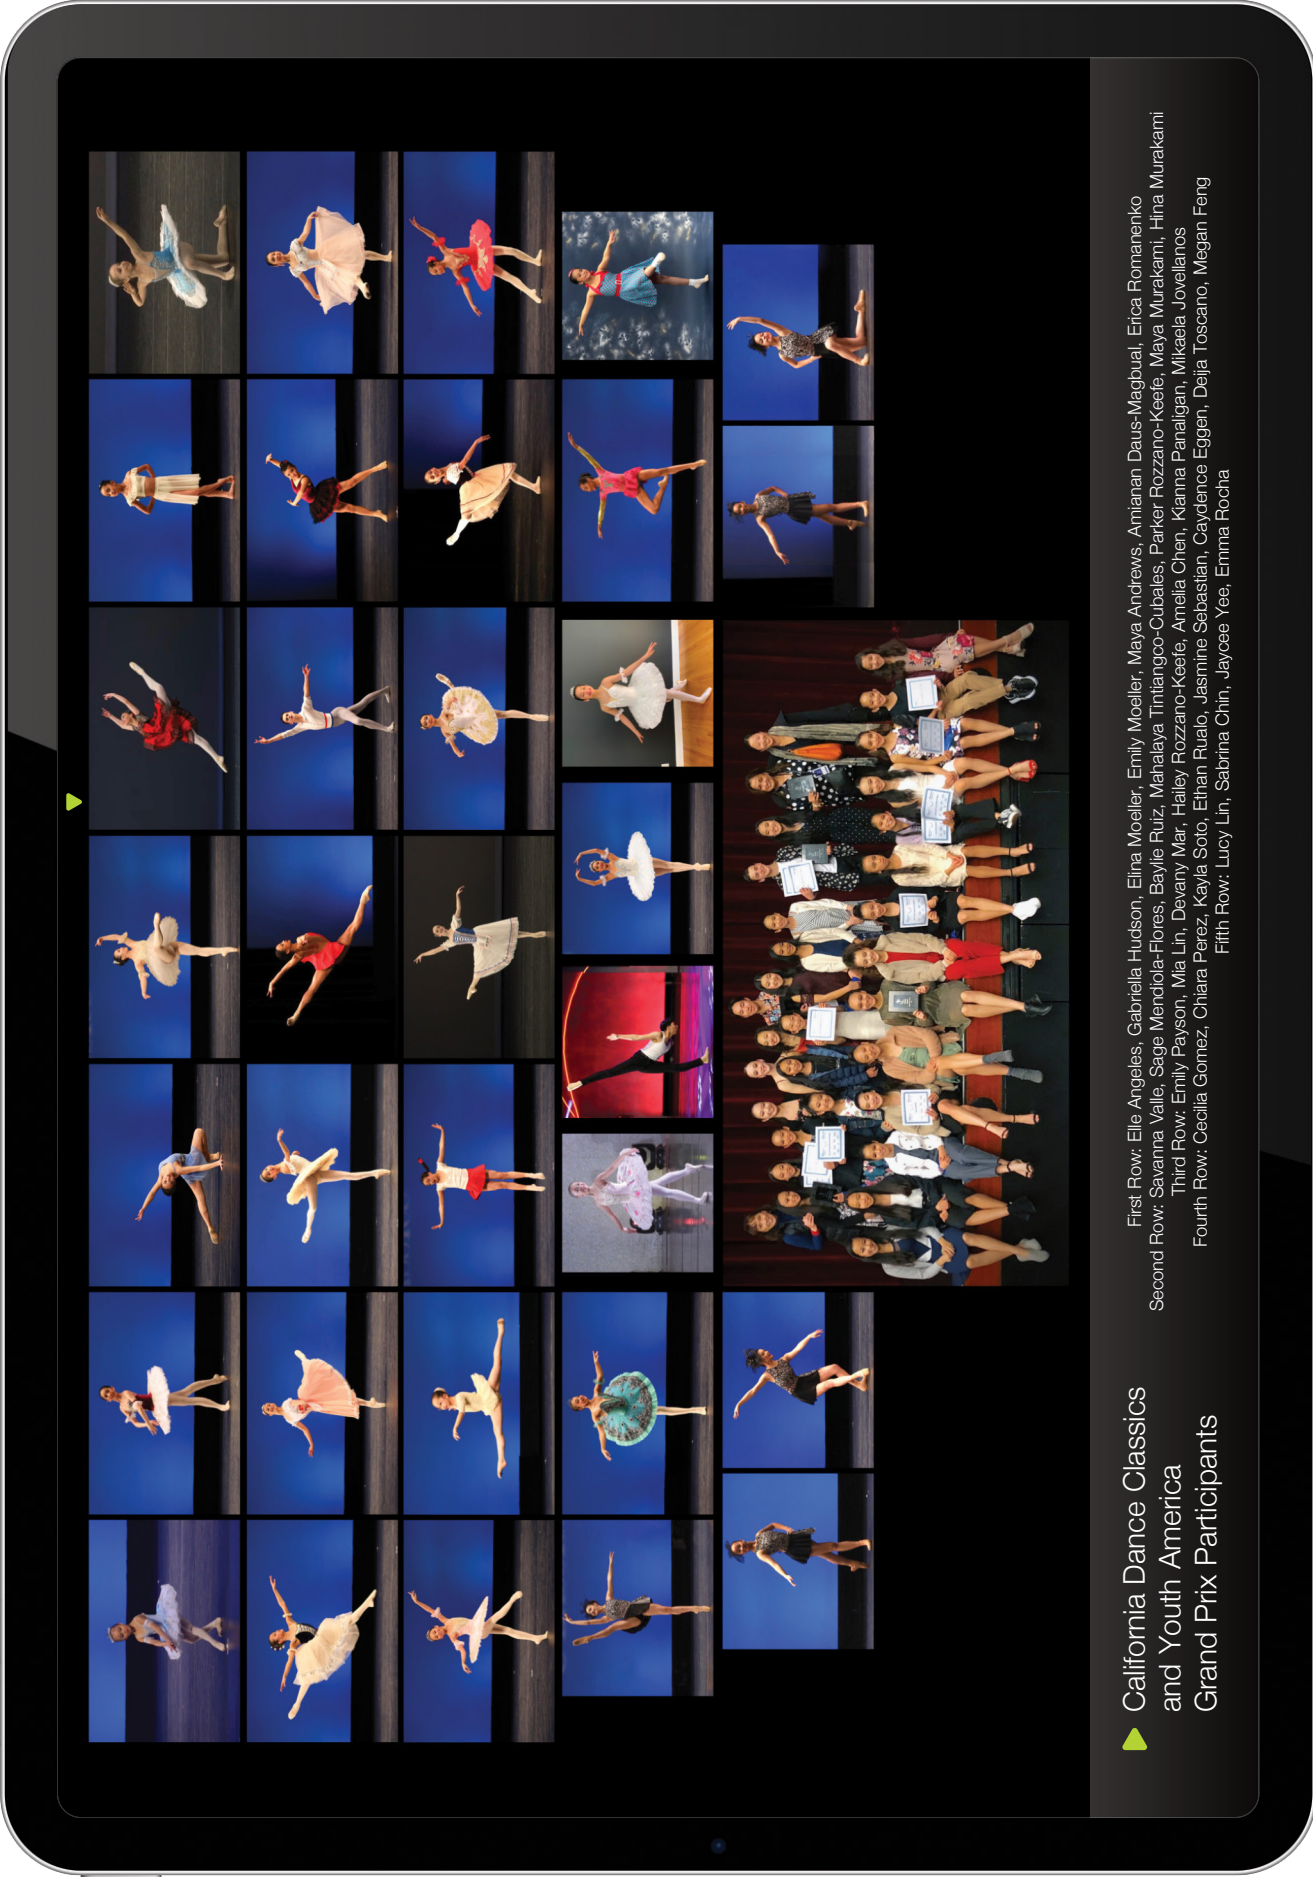 California Dance Classics
and Youth America
Grand Prix Participants
First Row: Elle Angeles, Gabriella Hudson, Elina Moeller, Emily Moeller, Maya Andrews, Amianan Daus-Magbual, Erica Romanenko
Second Row: Savanna Valle, Sage Mendiola-Flores, Baylie Ruiz, Mahalaya Tintiangco-Cubales, Parker Rozzano-Keefe, Maya Murakami, Hina Murakami
Third Row: Emily Payson, Mia Lin, Devany Mar, Hailey Rozzano-Keefe, Amelia Chen, Kianna Panaligan, Mikaela Jovellanos
Fourth Row: Cecilia Gomez, Chiara Perez, Kayla Soto, Ethan Rualo, Jasmine Sebastian, Caydence Eggen, Deija Toscano, Megan Feng
Fifth Row: Lucy Lin, Sabrina Chin, Jaycee Yee, Emma Rocha